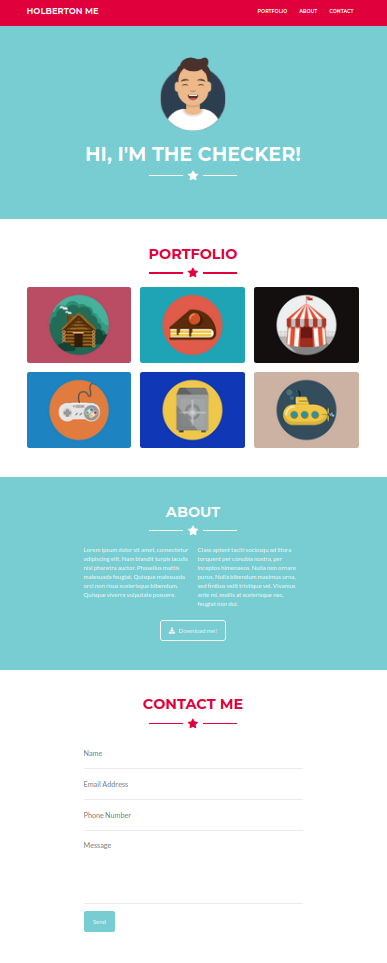 HOLBERTON ME
PORTFOLIO ABOUT CONTACT
HI, I'M THE CHECKER!
PORTFOLIO
ABOUT
Lorem ipsum dolor sit amet, consectetur
adipiscing elit. Nam blandit turpis iaculis
nisl pharetra auctor. Phasellus mattis
malesuada feugiat. Quisque malesuada
orci non risus scelerisque bibendum.
Quisque viverra vulputate posuere.
Class aptent taciti sociosqu ad litora
torquent per conubia nostra, per
inceptos himenaeos. Nulla non ornare
purus. Nulla bibendum maximus urna,
sed finibus velit tristique vel. Vivamus
ante mi, mollis at scelerisque nec,
feugiat non dui.
Download me!
CONTACT ME
Name
Email Address
Phone Number
Message
Send